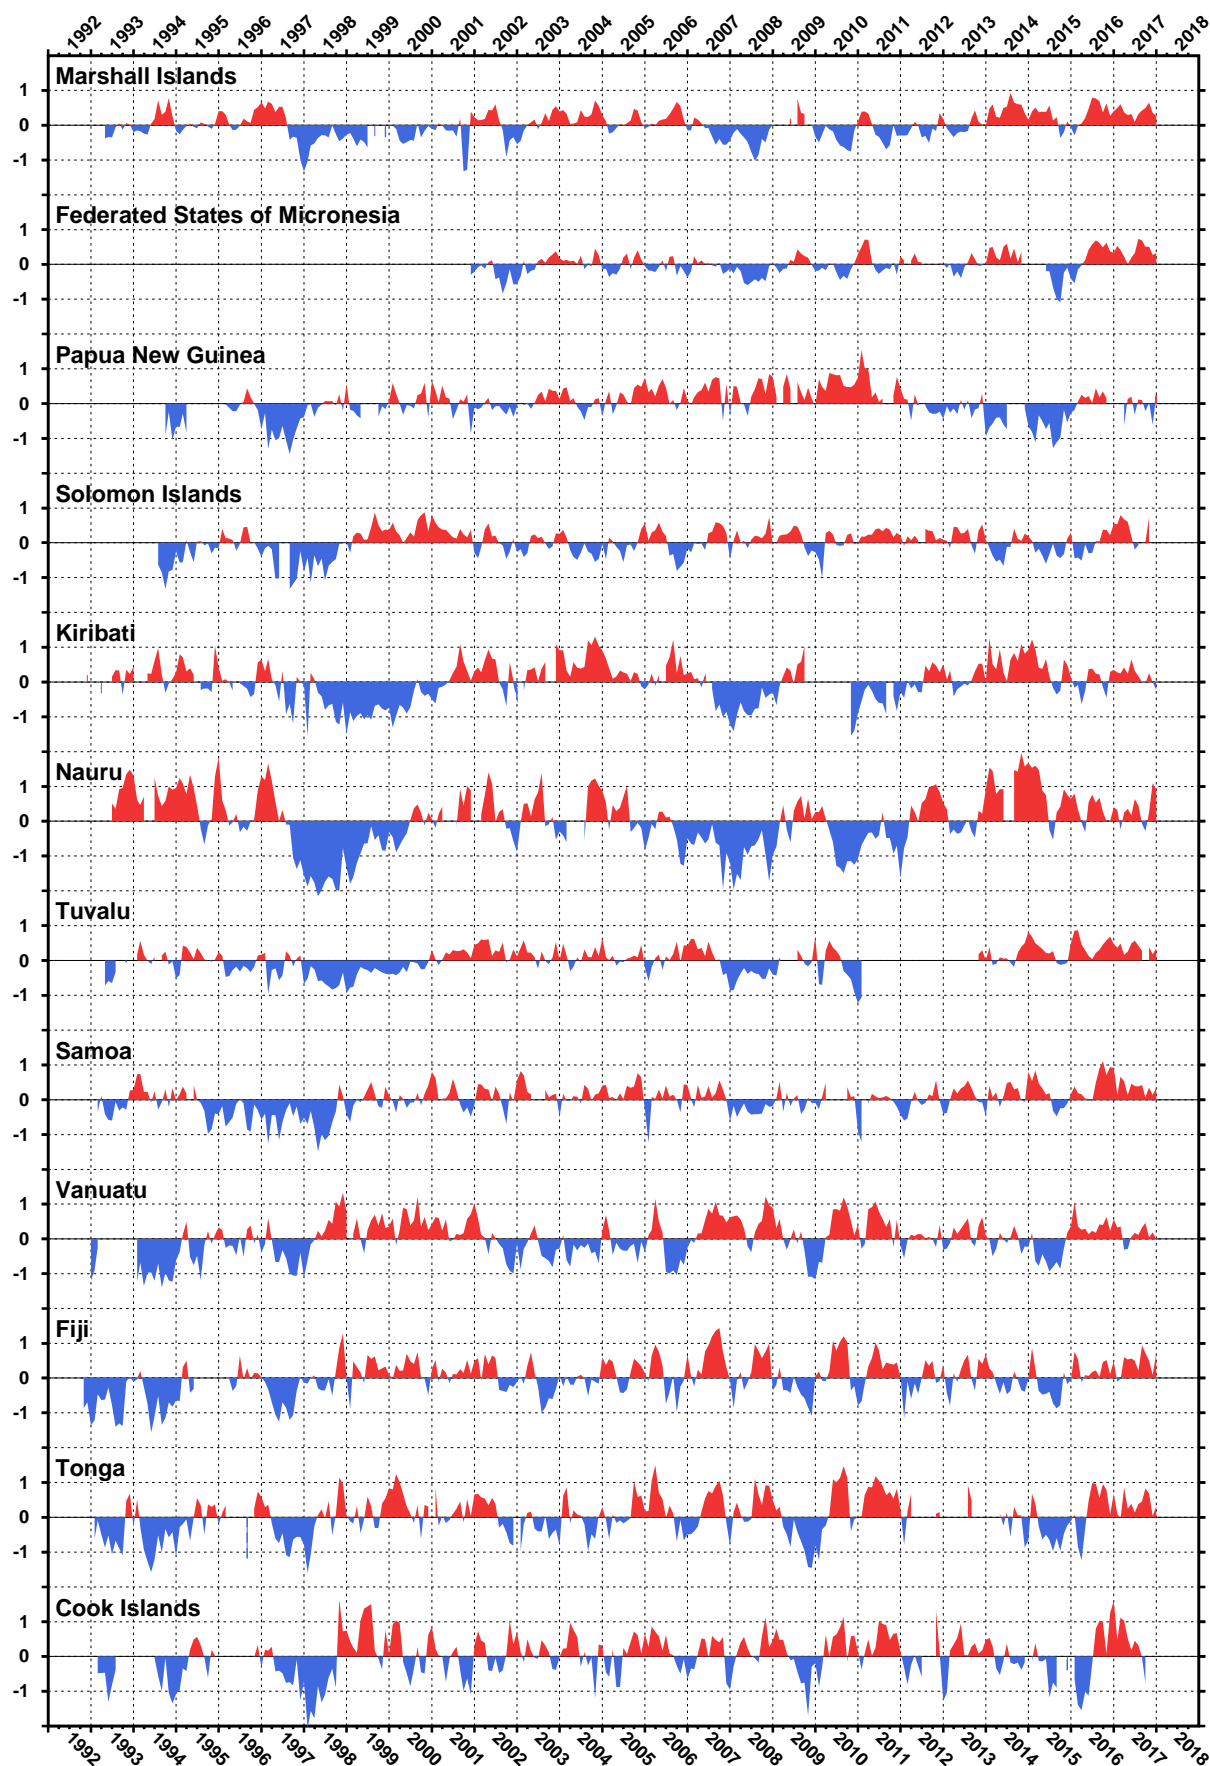 1992 1993 1994 1995 1996 1997 1998 1999 2000 2001 2002 2003 2004 2005 2006 2007 2008 2009 2010 2011 2012 2013 2014 2015 2016 2017 2018
Marshall Islands
1
0
-1
Federated States of Micronesia
1
0
-1
Papua New Guinea
1
0
-1
Solomon Islands
1
0
-1
Kiribati
1
0
-1
Nauru
1
0
-1
Tuvalu
1
0
-1
Samoa
1
0
-1
Vanuatu
1
0
-1
Fiji
1
0
-1
Tonga
1
0
-1
Cook Islands
1
0
-1
1992 1993 1994 1995 1996 1997 1998 1999 2000 2001 2002 2003 2004 2005 2006 2007 2008 2009 2010 2011 2012 2013 2014 2015 2016 2017 2018